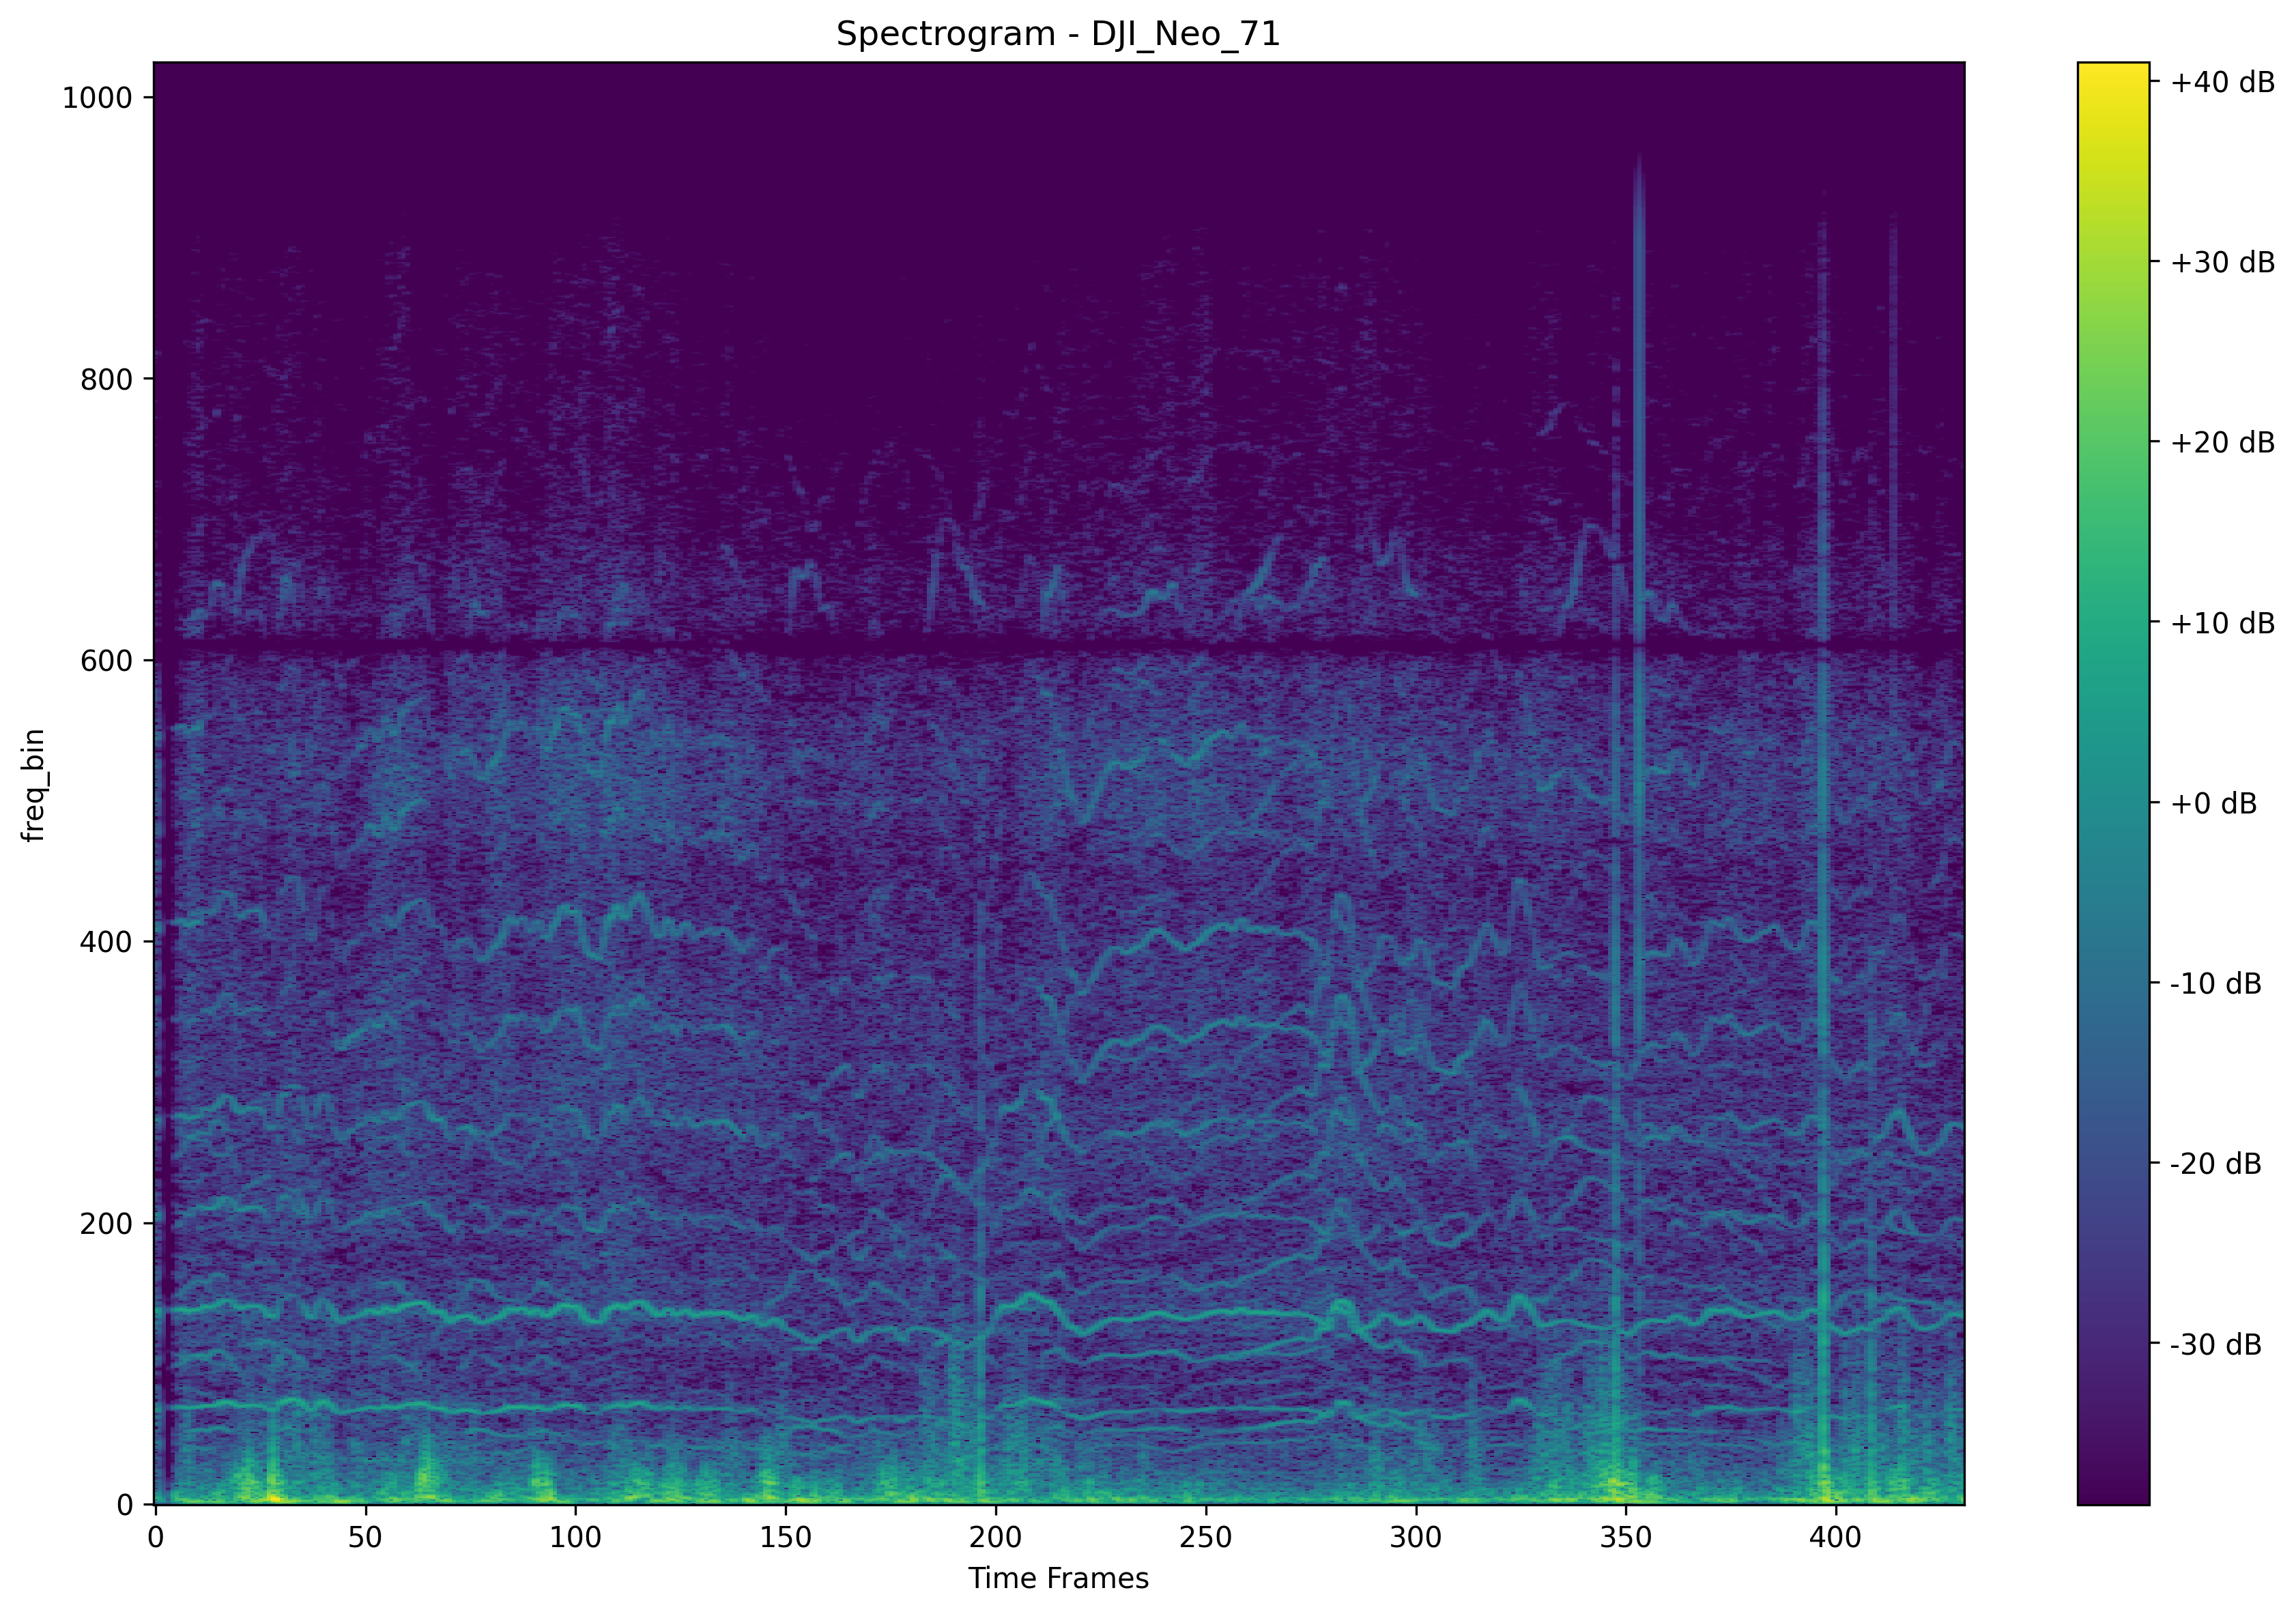 Spectrogram - DJI_Neo_71
1000
800
600
400
200
0
freq_bin
0 50 100 150 200 250 300 350 400
Time Frames
+40 dB
+30 dB
+20 dB
+10 dB
+0 dB
-10 dB
-20 dB
-30 dB